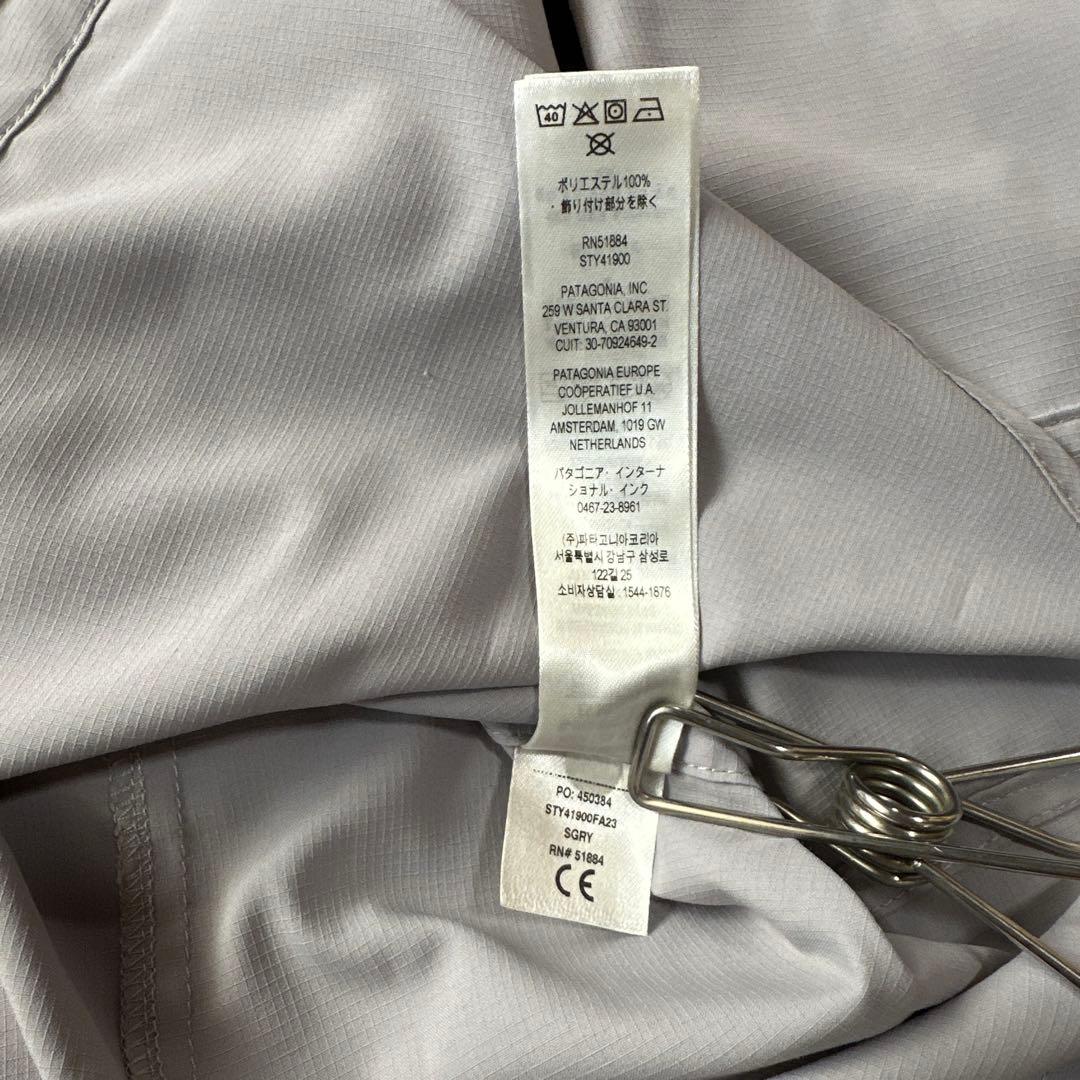 40
ポリエステル100%
・飾り付け部分を除く
RN51884
STY41900
PATAGONIA, INC
259 W SANTA CLARA ST.
VENTURA, CA 93001
CUIT: 30-70924649-2
PATAGONIA EUROPE
COÖPERATIEF U.A.
JOLLEMANHOF 11
AMSTERDAM, 1019 GW
NETHERLANDS
パタゴニア・インターナ
ショナル・インク
0467-23-8961
(주)파타고니아코리아
서울특별시 강남구 삼성로
122길 25
소비자상담실 : 1544-1876
PO: 450384
STY41900FA23
SGRY
RN# 51884
CE